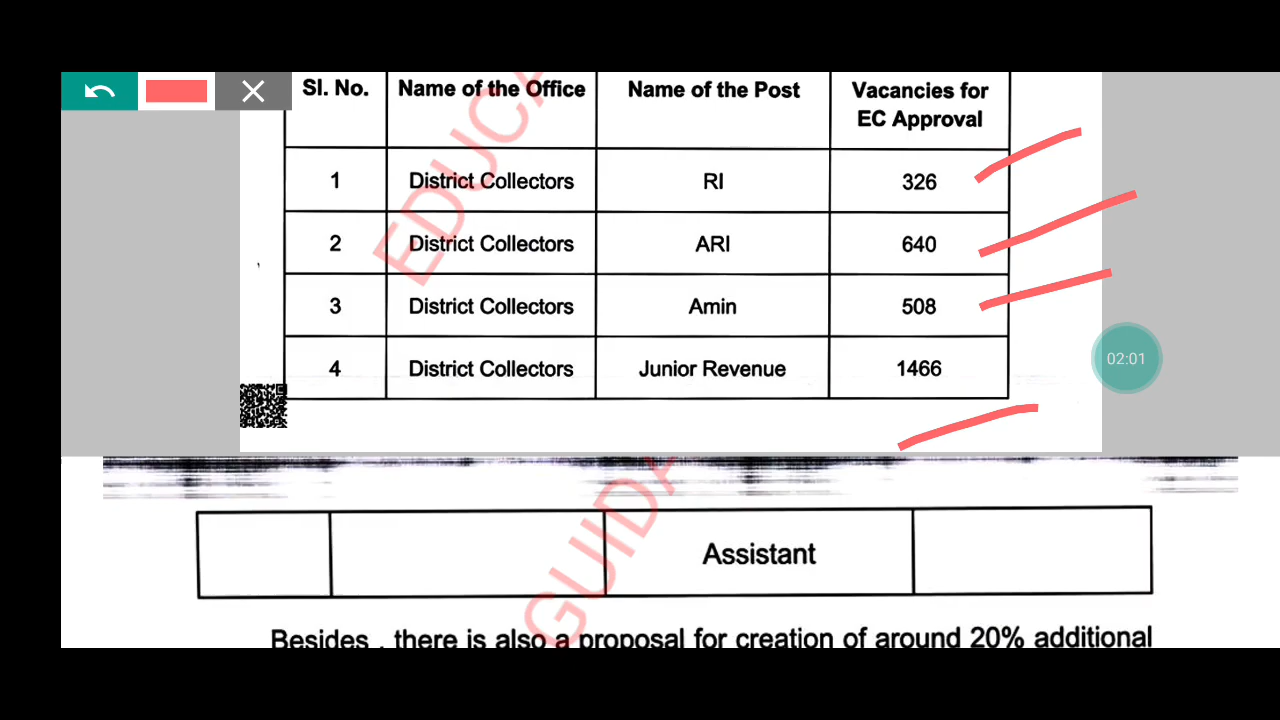 Sl. No. Name of the Office Name of the Post Vacancies for EC Approval
1 District Collectors RI 326
2 District Collectors ARI 640
3 District Collectors Amin 508
4 District Collectors Junior Revenue 1466
02:01
EDUCA
GUIDA
Assistant
Besides , there is also a proposal for creation of around 20% additional